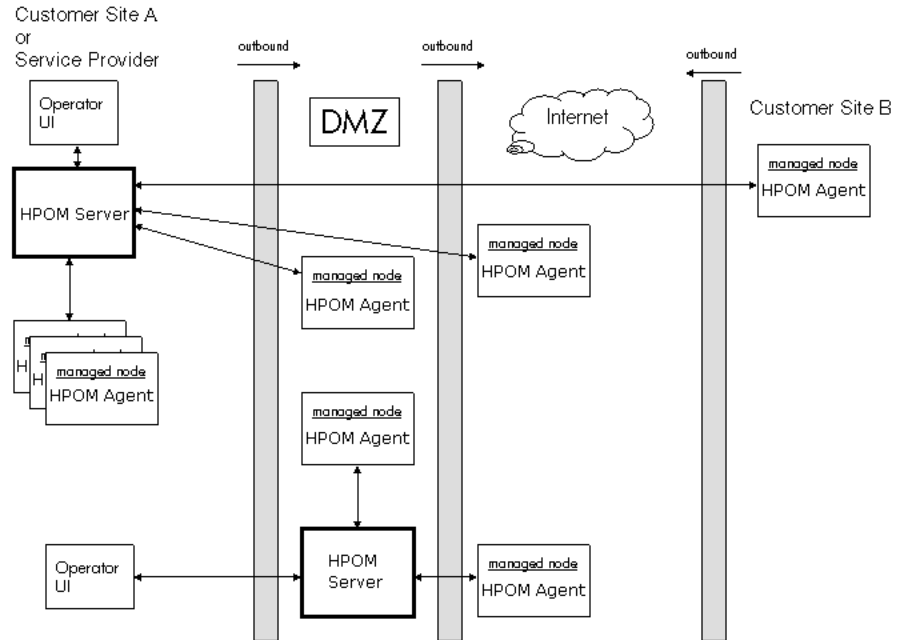 Customer Site A
or
Service Provider
outbound
outbound
outbound
Operator
UI
DMZ
Internet
Customer Site B
HPOM Server
managed node
HPOM Agent
managed node
HPOM Agent
managed node
HPOM Agent
m
H
m
H
managed node
HPOM Agent
managed node
HPOM Agent
Operator
UI
HPOM
Server
managed node
HPOM Agent